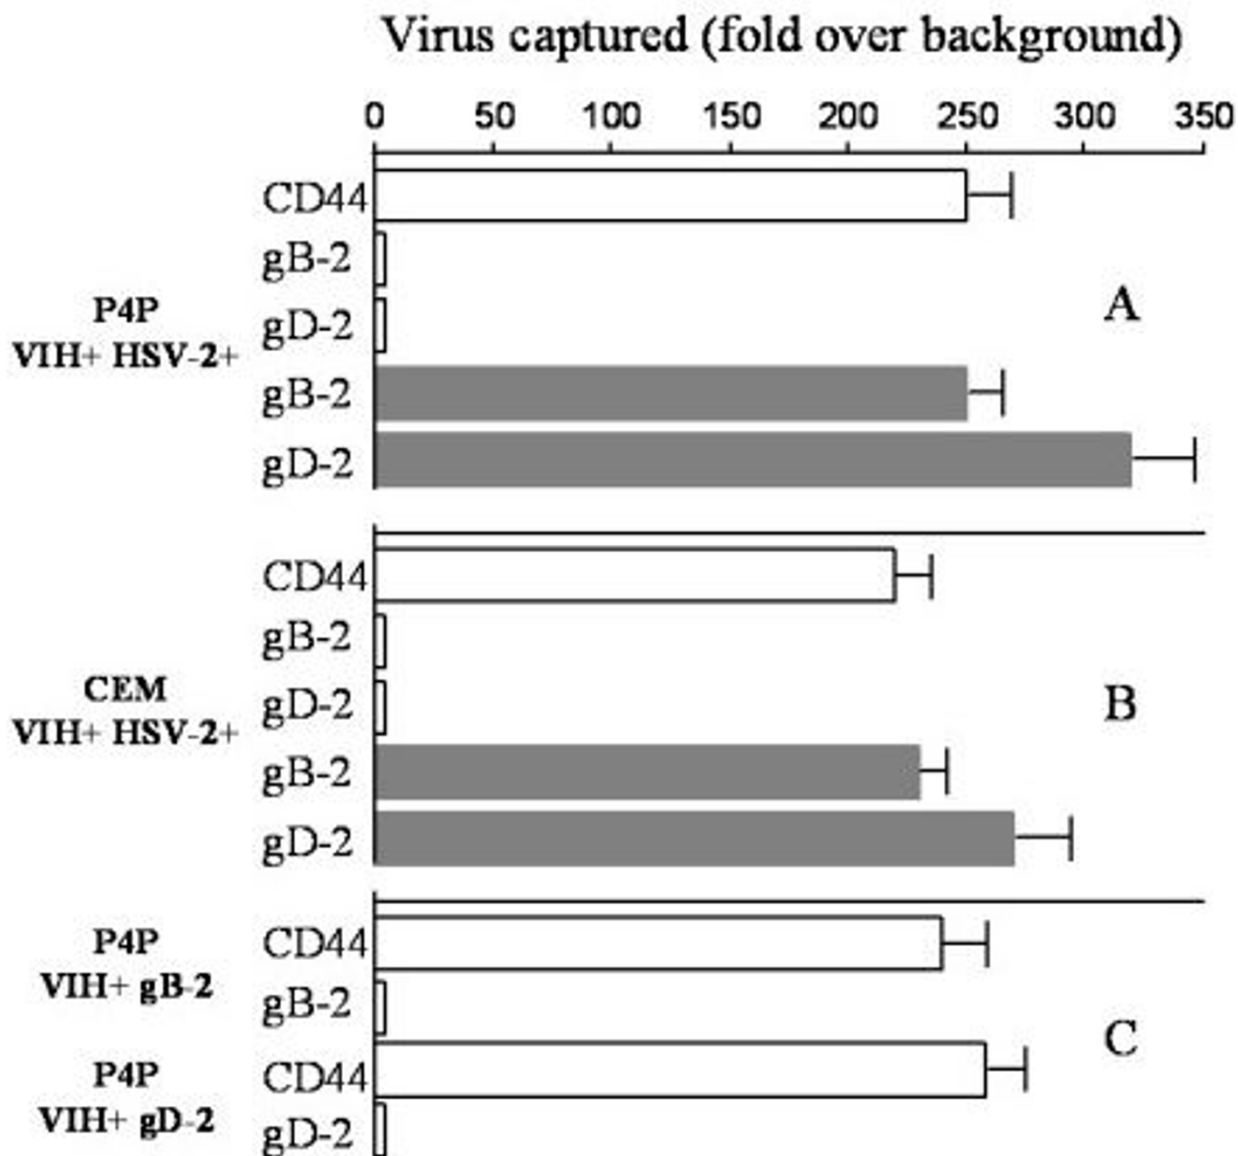 Virus captured (fold over background)
0 50 100 150 200 250 300 350
CD44
gB-2
gD-2
gB-2
gD-2
P4P
VIH+ HSV-2+
A
CD44
gB-2
gD-2
gB-2
gD-2
CEM
VIH+ HSV-2+
B
P4P
VIH+ gB-2
CD44
gB-2
P4P
VIH+ gD-2
CD44
gD-2
C